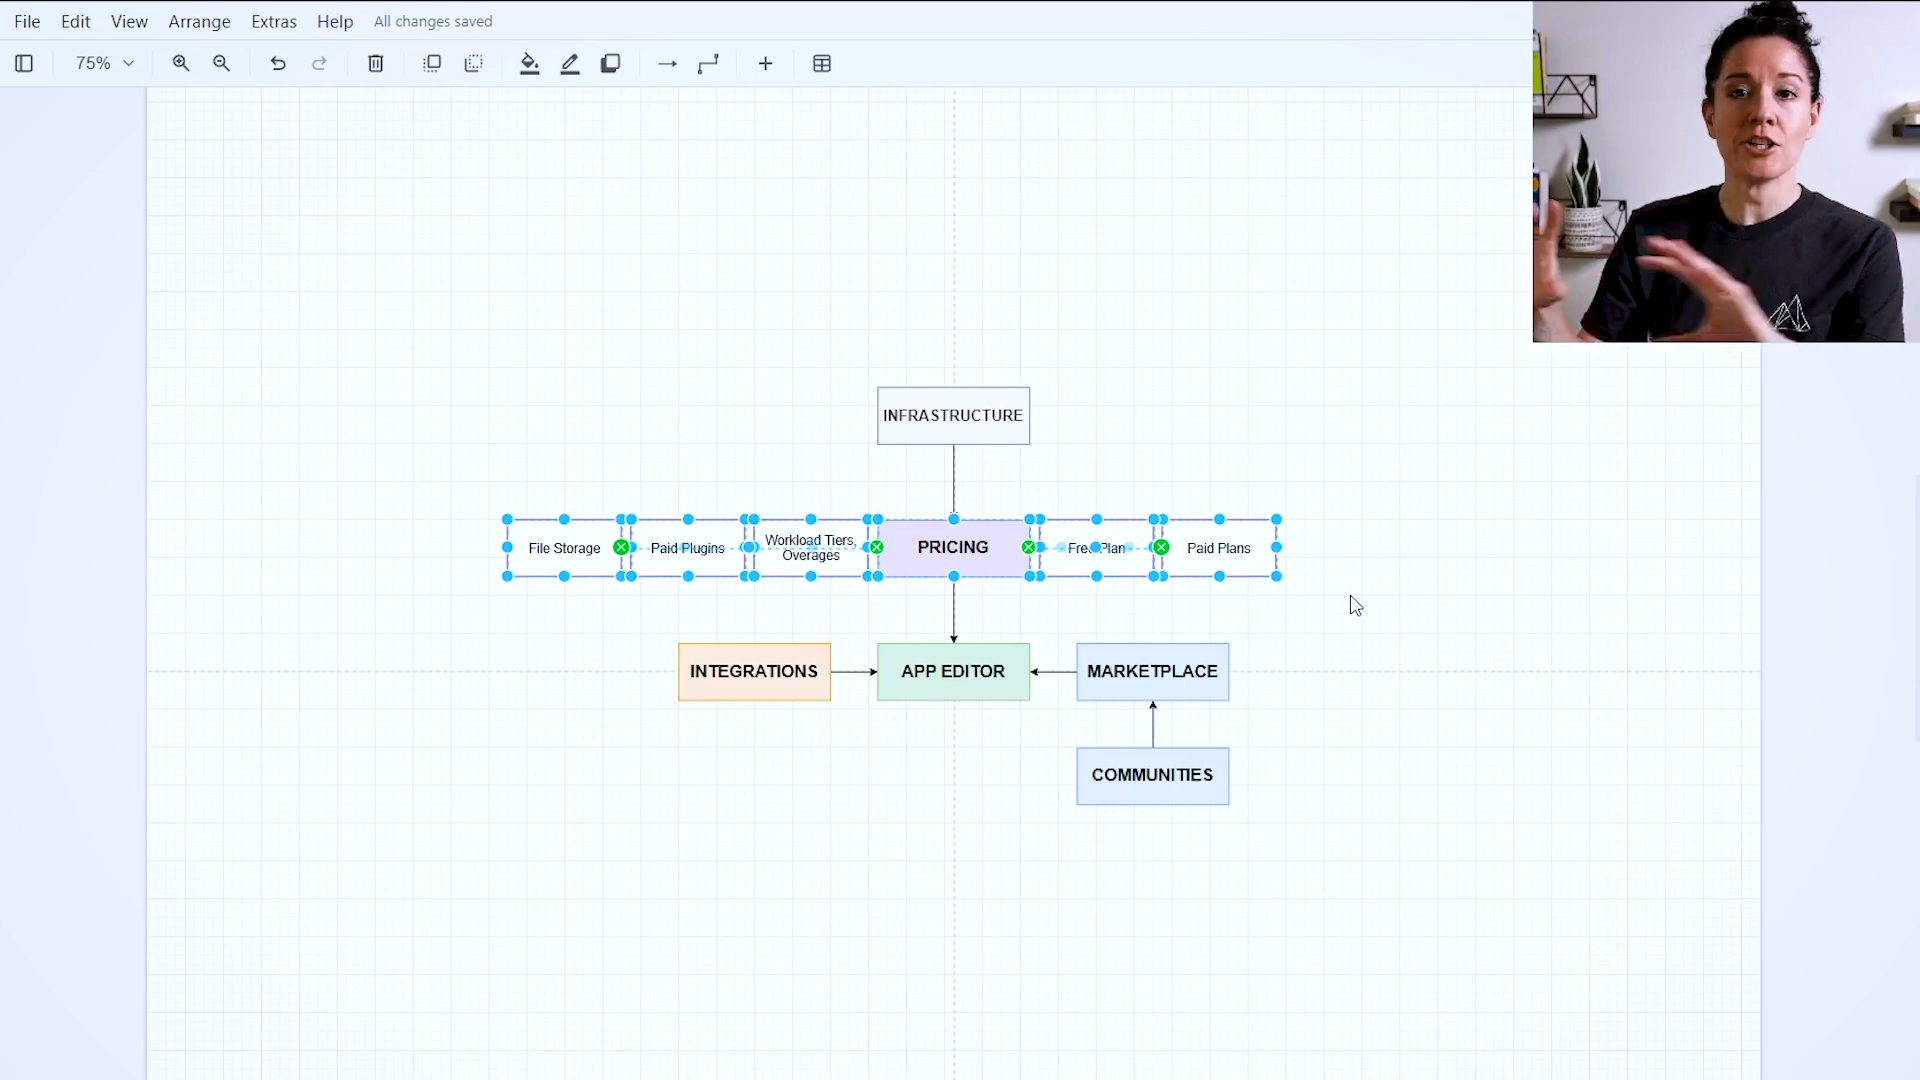 File Edit View Arrange Extras Help All changes saved
75%
INFRASTRUCTURE
File Storage
Paid Plugins
Workload Tiers,
Overages
PRICING
Free Plan
Paid Plans
INTEGRATIONS
APP EDITOR
MARKETPLACE
COMMUNITIES